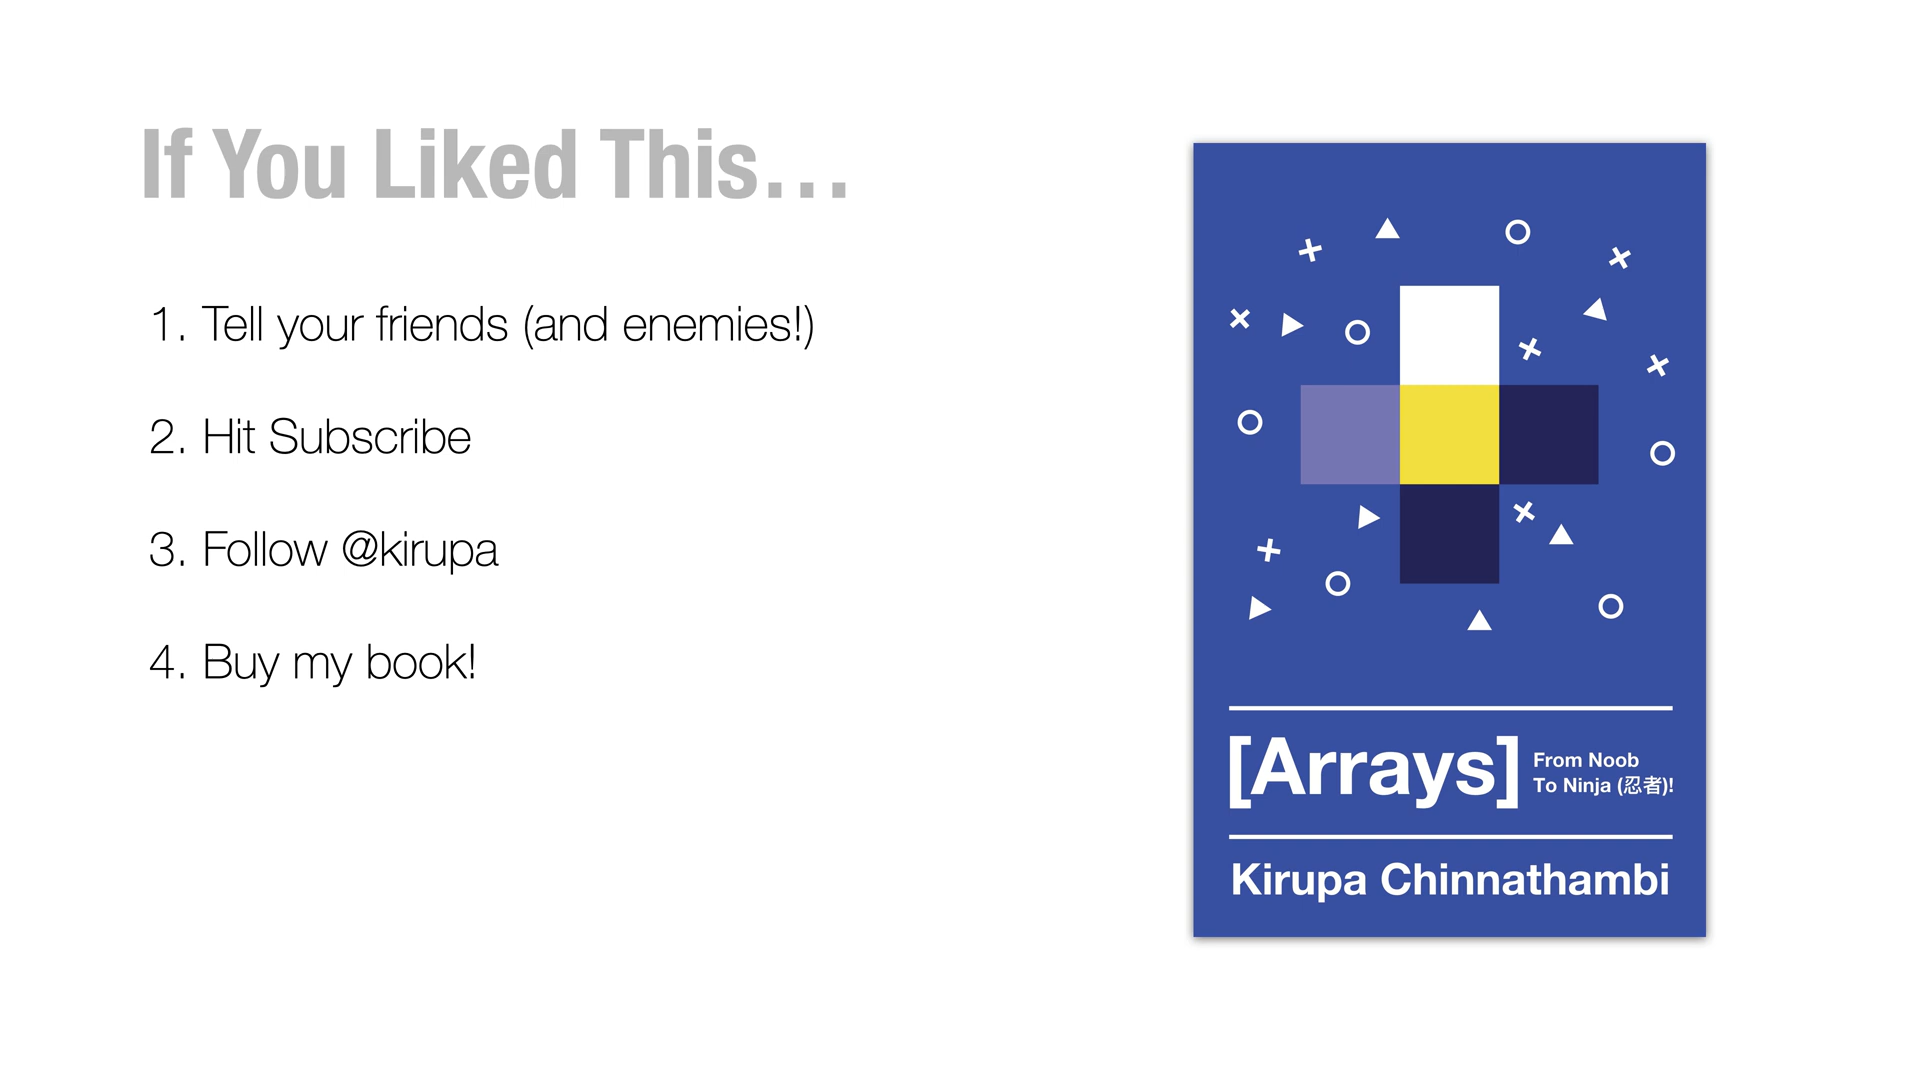 If You Liked This…
1. Tell your friends (and enemies!)
2. Hit Subscribe
3. Follow @kirupa
4. Buy my book!
[Arrays]
From Noob
To Ninja (忍者)!
Kirupa Chinnathambi